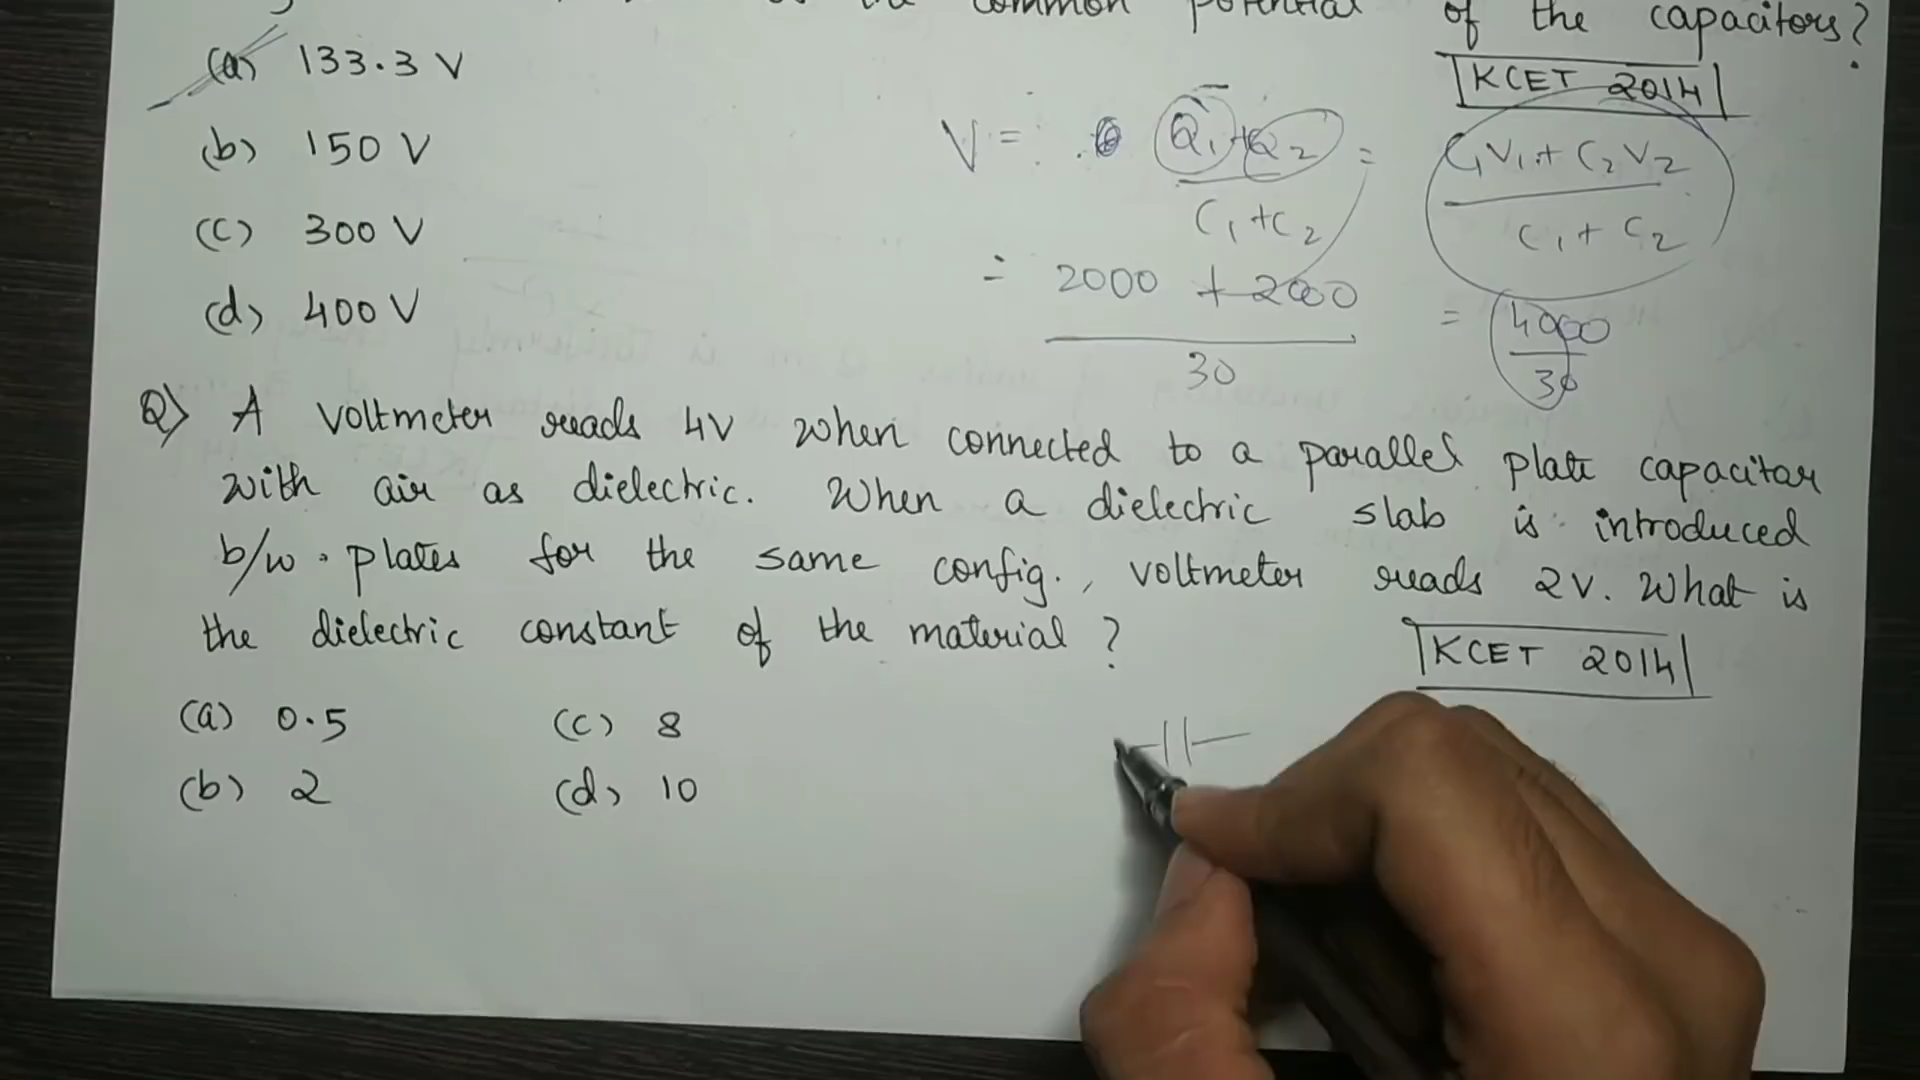 the common potential of the capacitors?
(a) 133.3 V
KCET 2014
(b) 150 V
V = Q1+Q2 = C1V1 + C2V2
C1+C2 C1 + C2
(c) 300 V
= 2000 + 2000 = 4000
30 30
(d) 400 V
Q) A voltmeter reads 4V when connected to a parallel plate capacitor
with air as dielectric. When a dielectric slab is introduced
b/w plates for the same config., voltmeter reads 2V. What is
the dielectric constant of the material?
KCET 2014
(a) 0.5 (c) 8
(b) 2 (d) 10